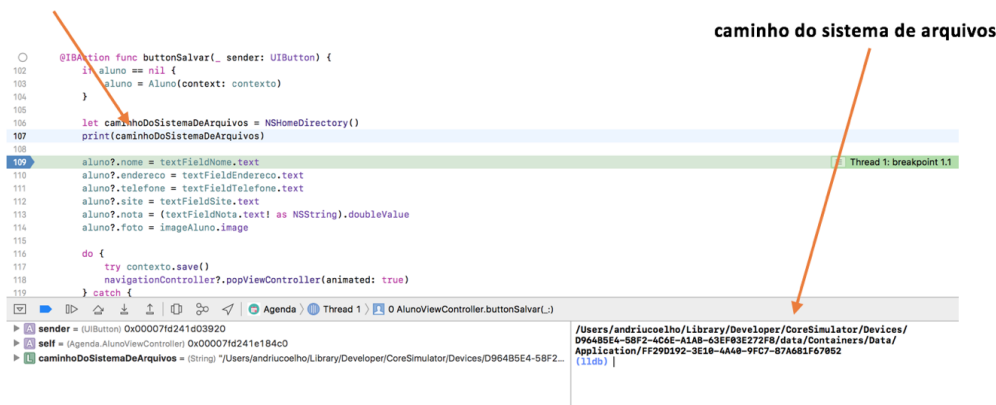 caminho do sistema de arquivos
@IBAction func buttonSalvar(_ sender: UIButton) {
102 if aluno == nil {
103 aluno = Aluno(context: contexto)
104 }
105
106 let caminhoDoSistemaDeArquivos = NSHomeDirectory()
107 print(caminhoDoSistemaDeArquivos)
108
109 aluno?.nome = textFieldNome.text Thread 1: breakpoint 1.1
110 aluno?.endereco = textFieldEndereco.text
111 aluno?.telefone = textFieldTelefone.text
112 aluno?.site = textFieldSite.text
113 aluno?.nota = (textFieldNota.text! as NSString).doubleValue
114 aluno?.foto = imageAluno.image
115
116 do {
117 try contexto.save()
118 navigationController?.popViewController(animated: true)
119 } catch {
Agenda Thread 1 0 AlunoViewController.buttonSalvar(_:)
A sender = (UIButton) 0x00007fd241d03920
A self = (Agenda.AlunoViewController) 0x00007fd241e184c0
L caminhoDoSistemaDeArquivos = (String) "/Users/andriucoelho/Library/Developer/CoreSimulator/Devices/D964B5E4-58F2...
/Users/andriucoelho/Library/Developer/CoreSimulator/Devices/
D964B5E4-58F2-4C6E-A1AB-63EF03E272F8/data/Containers/Data/
Application/FF29D192-3E10-4A40-9FC7-87A681F67052
(lldb)